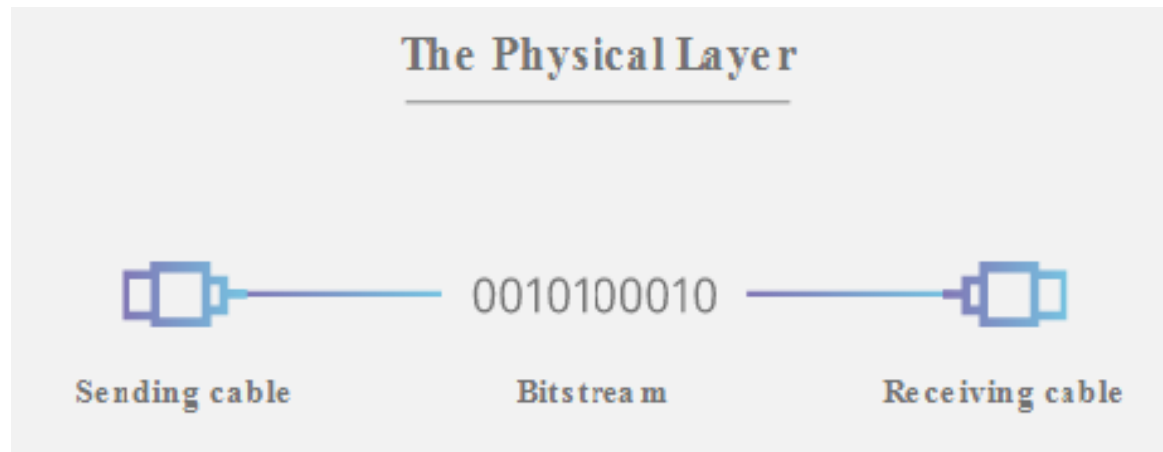 The Physical Layer
0010100010
Sending cable
Bitstream
Receiving cable